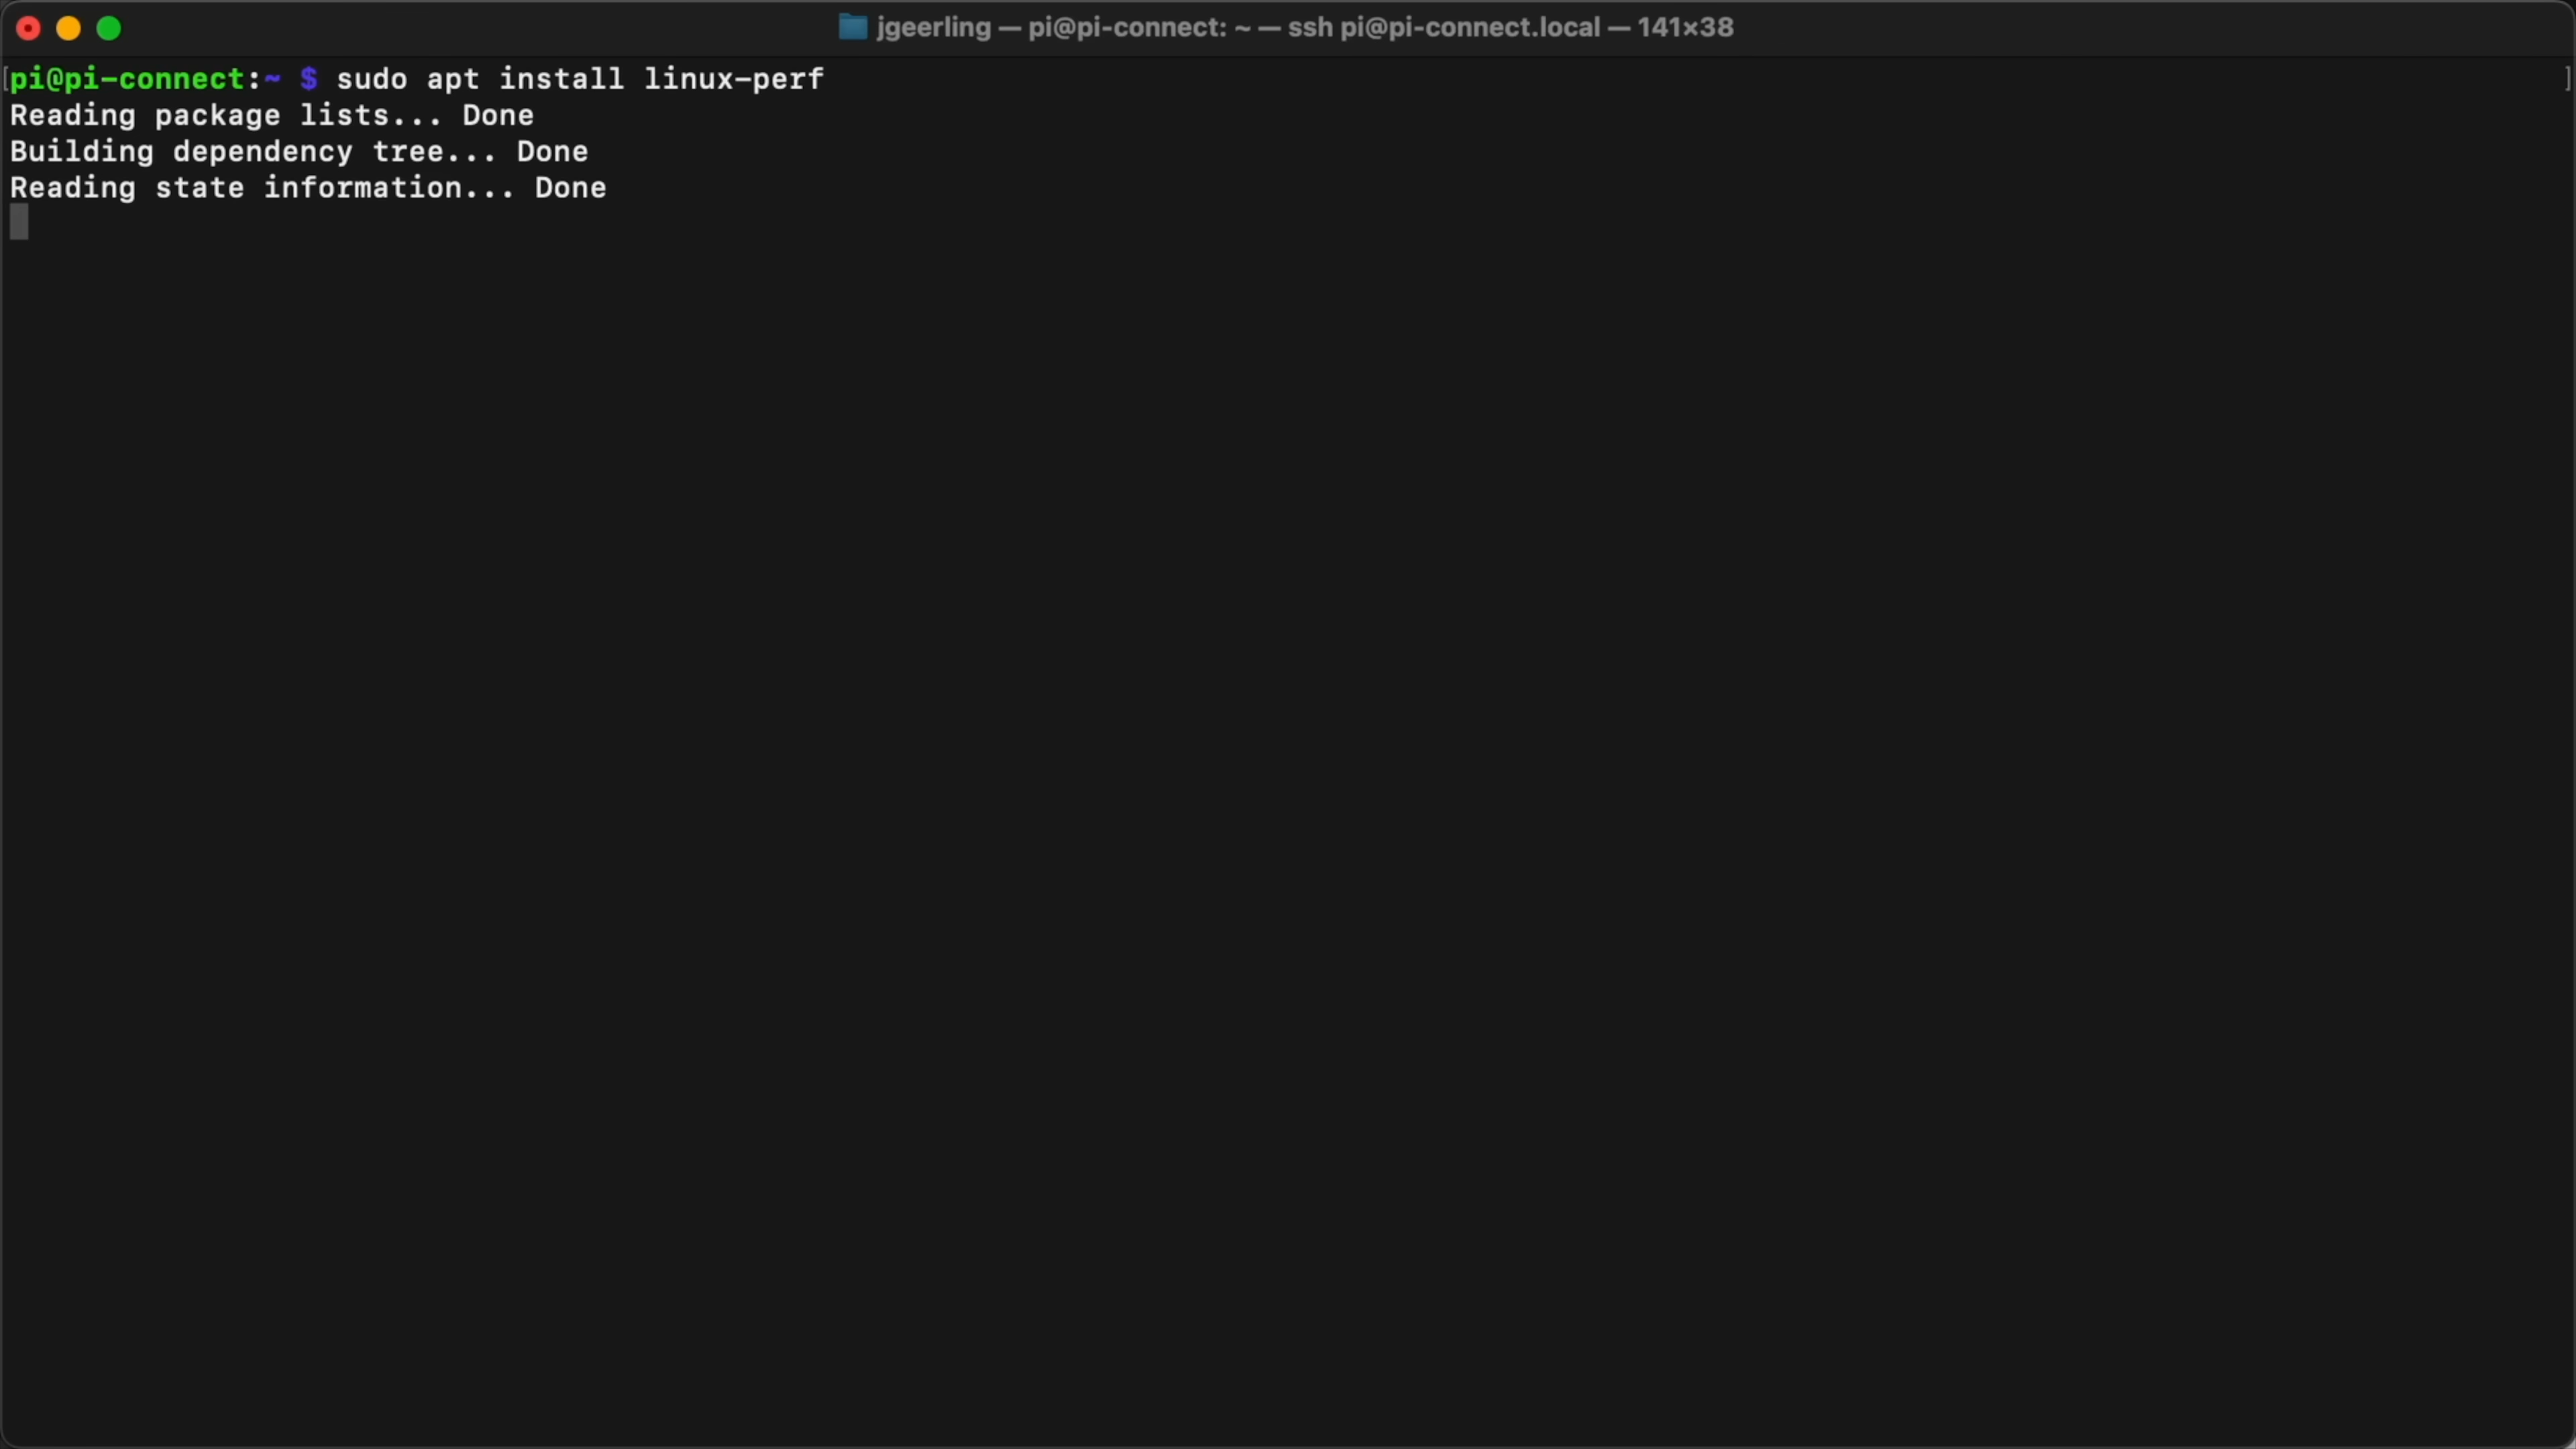 jgeerling — pi@pi-connect: ~ — ssh pi@pi-connect.local — 141×38
[pi@pi-connect:~ $ sudo apt install linux-perf ]
Reading package lists... Done
Building dependency tree... Done
Reading state information... Done